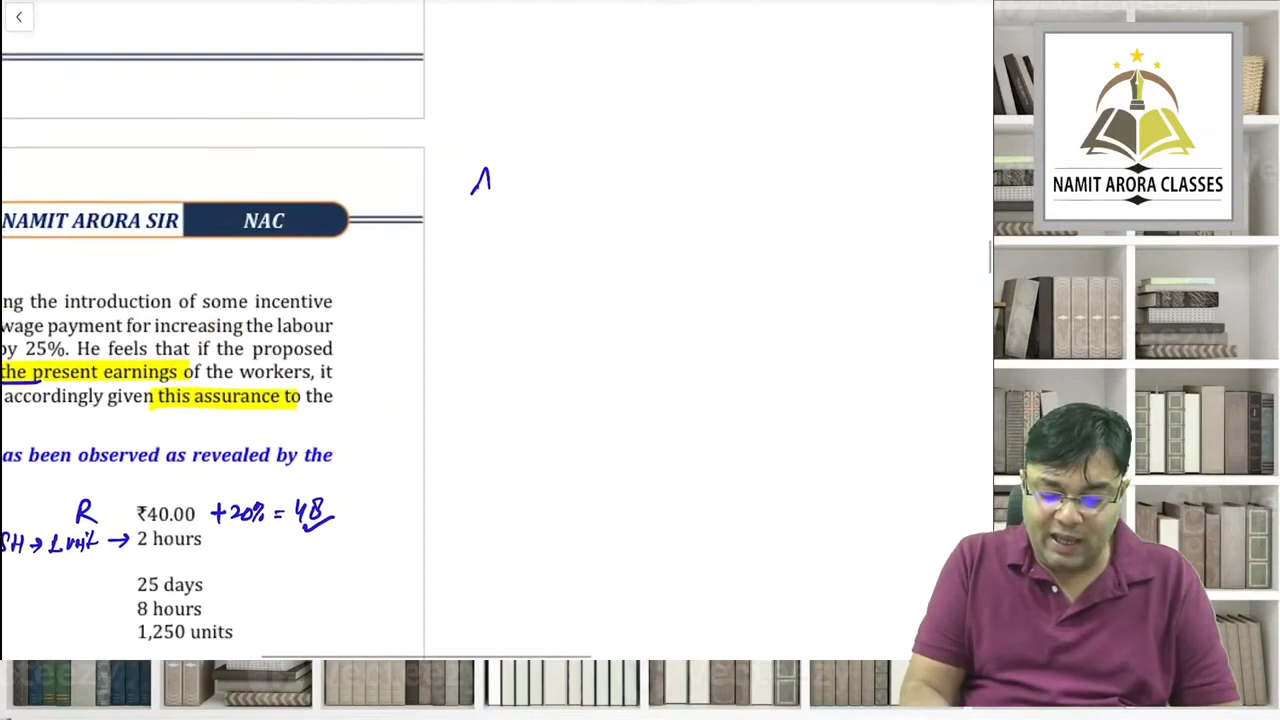 NAMIT ARORA SIR NAC
ng the introduction of some incentive
wage payment for increasing the labour
by 25%. He feels that if the proposed
the present earnings of the workers, it
accordingly given this assurance to the
as been observed as revealed by the
R ₹40.00 +20% = 48
SH → 1 unit → 2 hours
25 days
8 hours
1,250 units
NAMIT ARORA CLASSES